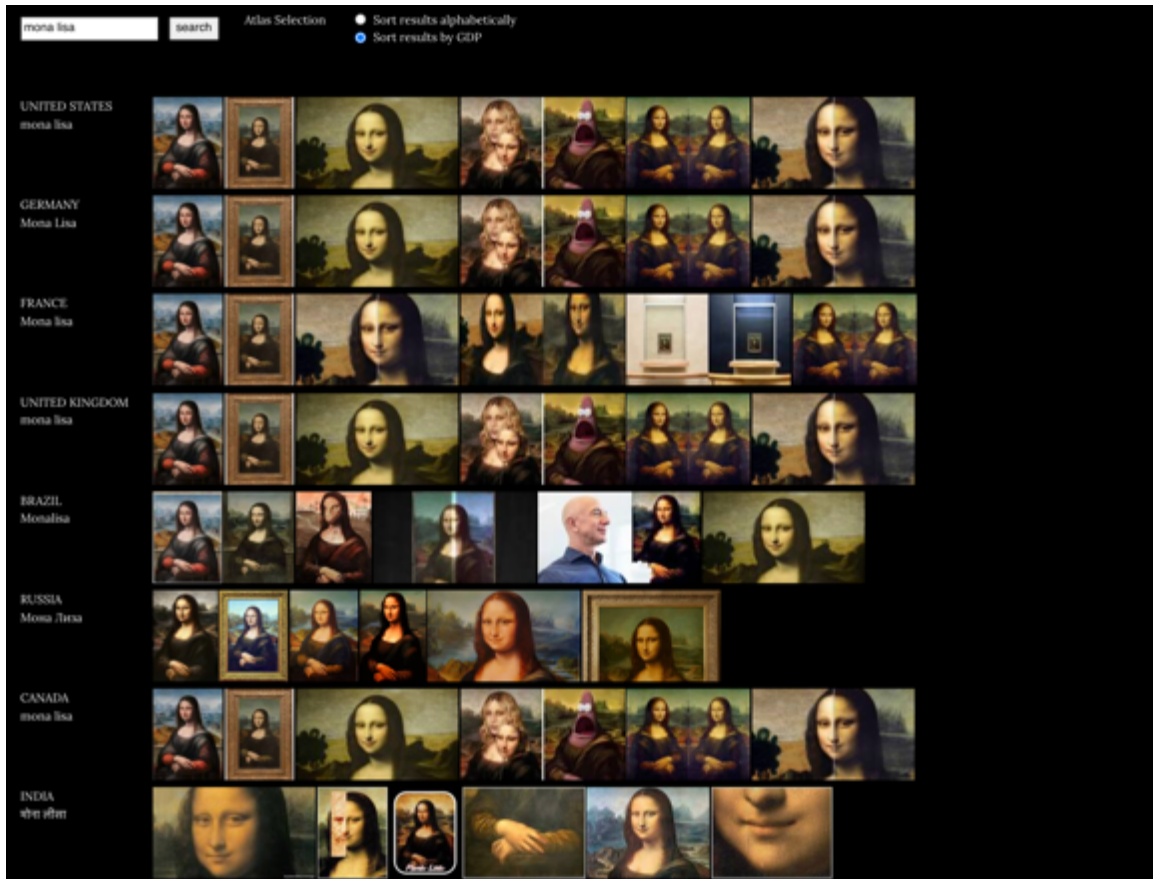 mona lisa
search
Atlas Selection
Sort results alphabetically
Sort results by GDP
UNITED STATES
mona lisa
GERMANY
Mona Lisa
FRANCE
Mona lisa
UNITED KINGDOM
mona lisa
BRAZIL
Monalisa
RUSSIA
Мона Лиза
CANADA
mona lisa
INDIA
मोना लीसा